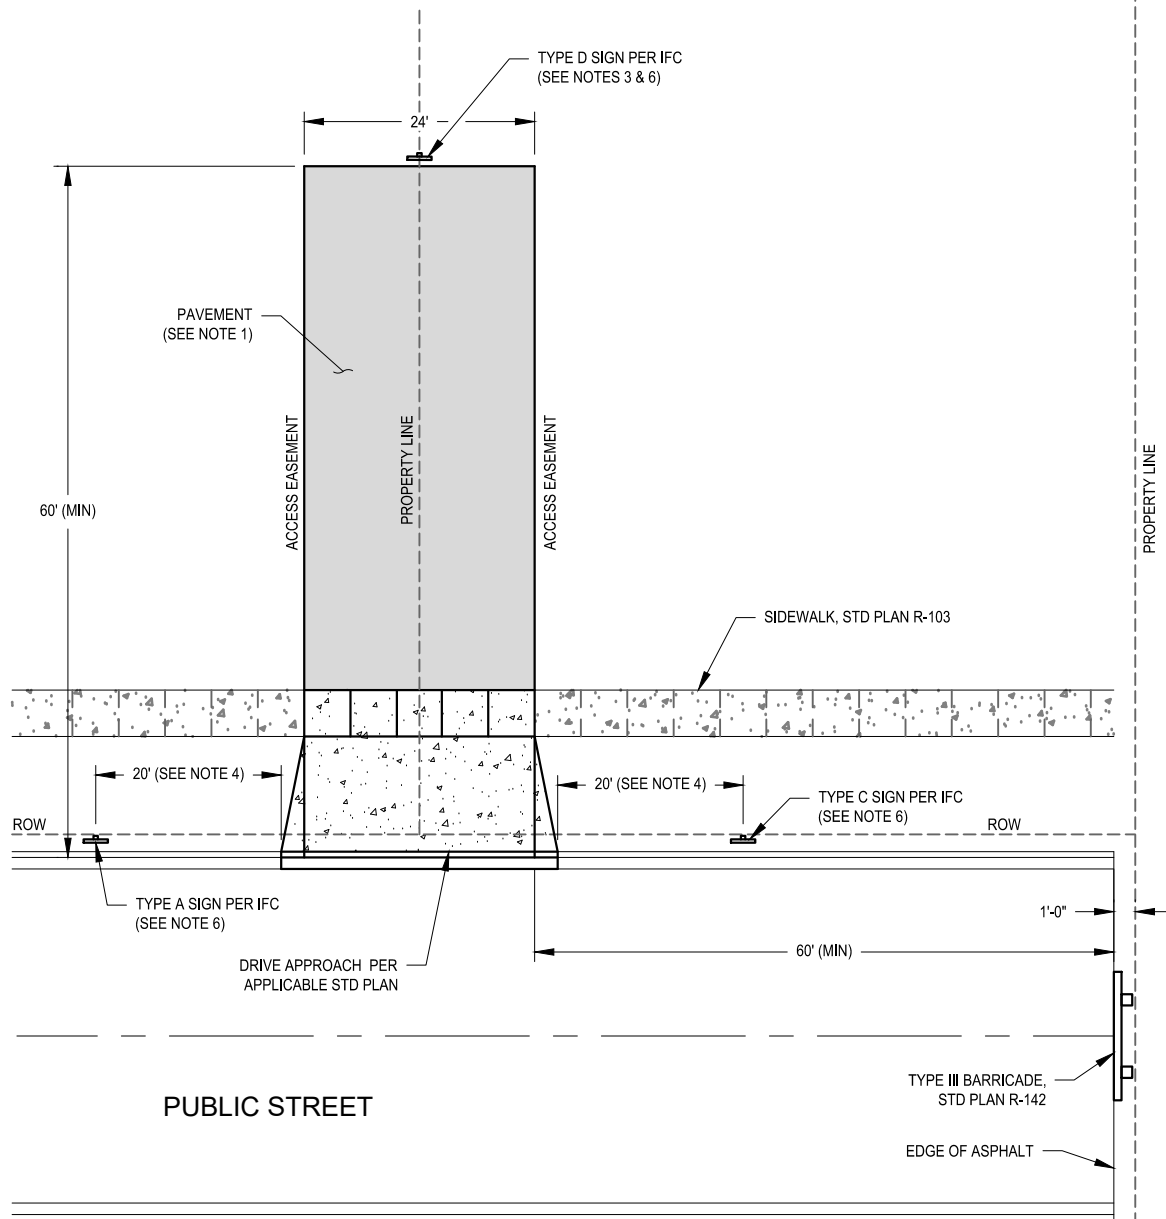 TYPE D SIGN PER IFC
(SEE NOTES 3 & 6)
24'
PAVEMENT
(SEE NOTE 1)
ACCESS EASEMENT
PROPERTY LINE
ACCESS EASEMENT
PROPERTY LINE
60' (MIN)
SIDEWALK, STD PLAN R-103
20' (SEE NOTE 4)
20' (SEE NOTE 4)
TYPE C SIGN PER IFC
(SEE NOTE 6)
ROW
ROW
TYPE A SIGN PER IFC
(SEE NOTE 6)
1'-0"
60' (MIN)
DRIVE APPROACH PER
APPLICABLE STD PLAN
TYPE III BARRICADE,
STD PLAN R-142
PUBLIC STREET
EDGE OF ASPHALT